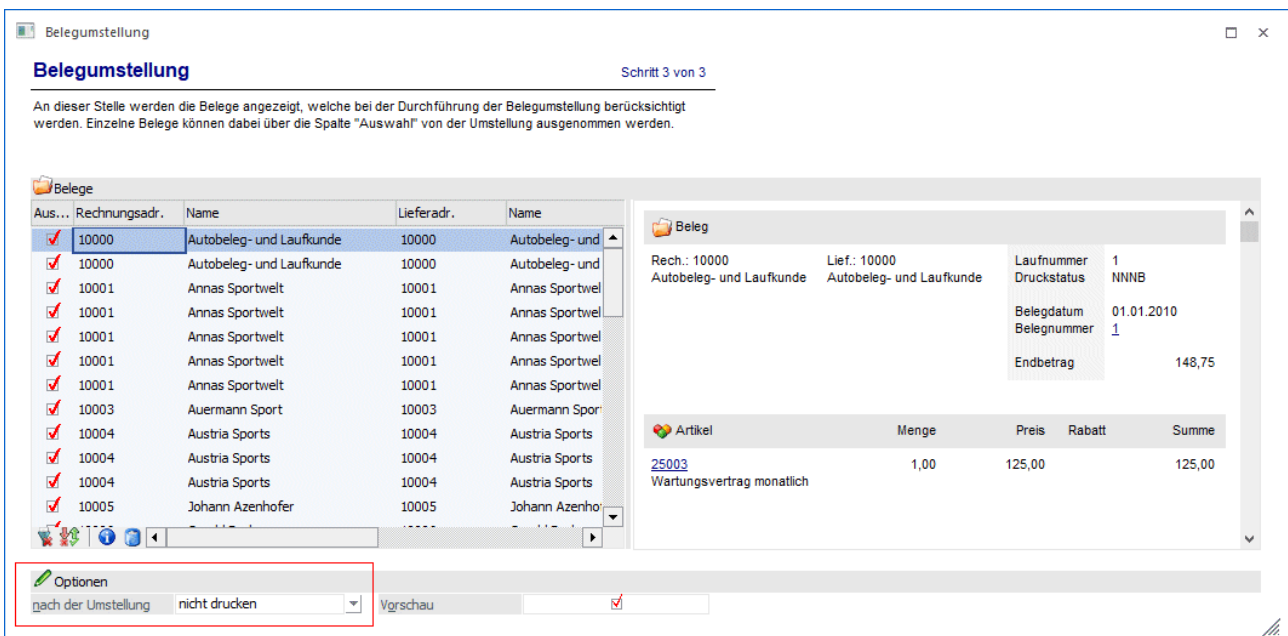 Belegumstellung
Belegumstellung Schritt 3 von 3
An dieser Stelle werden die Belege angezeigt, welche bei der Durchführung der Belegumstellung berücksichtigt
werden. Einzelne Belege können dabei über die Spalte "Auswahl" von der Umstellung ausgenommen werden.
Belege
Aus... Rechnungsadr. Name Lieferadr. Name
10000 Autobeleg- und Laufkunde 10000 Autobeleg- und
10000 Autobeleg- und Laufkunde 10000 Autobeleg- und
10001 Annas Sportwelt 10001 Annas Sportwel
10001 Annas Sportwelt 10001 Annas Sportwel
10001 Annas Sportwelt 10001 Annas Sportwel
10001 Annas Sportwelt 10001 Annas Sportwel
10001 Annas Sportwelt 10001 Annas Sportwel
10003 Auermann Sport 10003 Auermann Spor
10004 Austria Sports 10004 Austria Sports
10004 Austria Sports 10004 Austria Sports
10004 Austria Sports 10004 Austria Sports
10005 Johann Azenhofer 10005 Johann Azenho
Beleg
Rech.: 10000 Lief.: 10000 Laufnummer 1
Autobeleg- und Laufkunde Autobeleg- und Laufkunde Druckstatus NNNB
Belegdatum 01.01.2010
Belegnummer 1
Endbetrag 148,75
Artikel Menge Preis Rabatt Summe
25003 1,00 125,00 125,00
Wartungsvertrag monatlich
Optionen
nach der Umstellung nicht drucken Vorschau